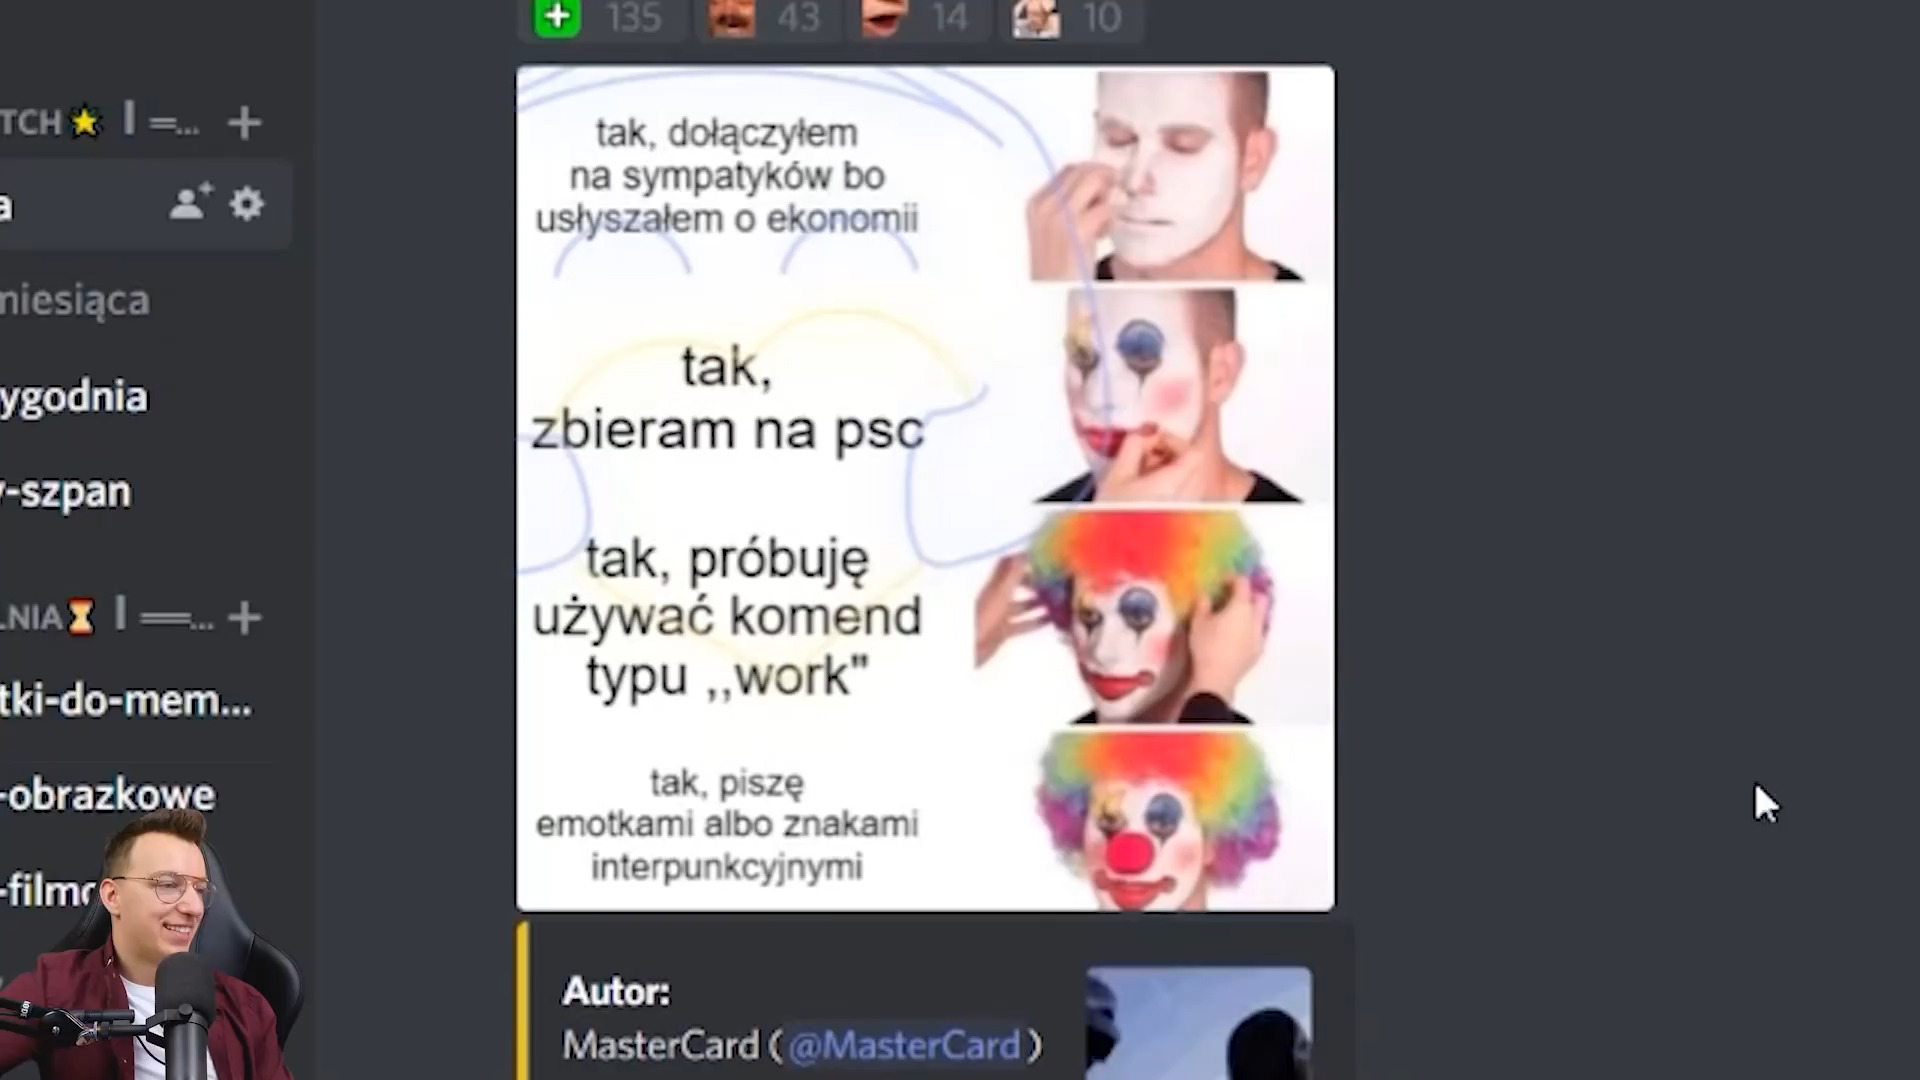 135 43 14 10
TCH | =...
a
miesiąca
ygodnia
y-szpan
LNIA | ==...
tki-do-mem...
-obrazkowe
-filmo
tak, dołączyłem
na sympatyków bo
usłyszałem o ekonomii
tak,
zbieram na psc
tak, próbuję
używać komend
typu ,,work"
tak, piszę
emotkami albo znakami
interpunkcyjnymi
Autor:
MasterCard ( @MasterCard )